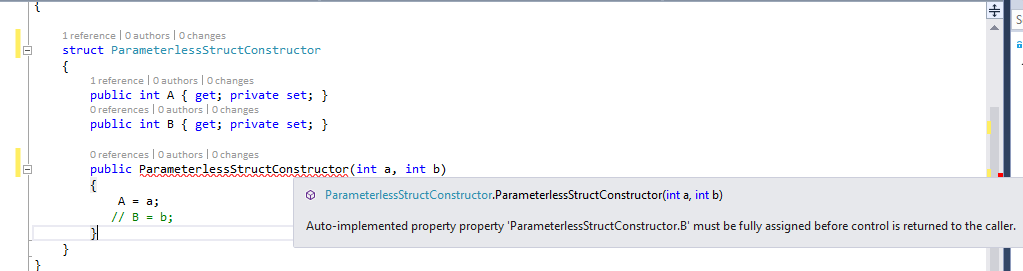 {
1 reference | 0 authors | 0 changes
struct ParameterlessStructConstructor
{
1 reference | 0 authors | 0 changes
public int A { get; private set; }
0 references | 0 authors | 0 changes
public int B { get; private set; }
0 references | 0 authors | 0 changes
public ParameterlessStructConstructor(int a, int b)
{
A = a;
// B = b;
}
ParameterlessStructConstructor.ParameterlessStructConstructor(int a, int b)
Auto-implemented property property 'ParameterlessStructConstructor.B' must be fully assigned before control is returned to the caller.
}
}
S